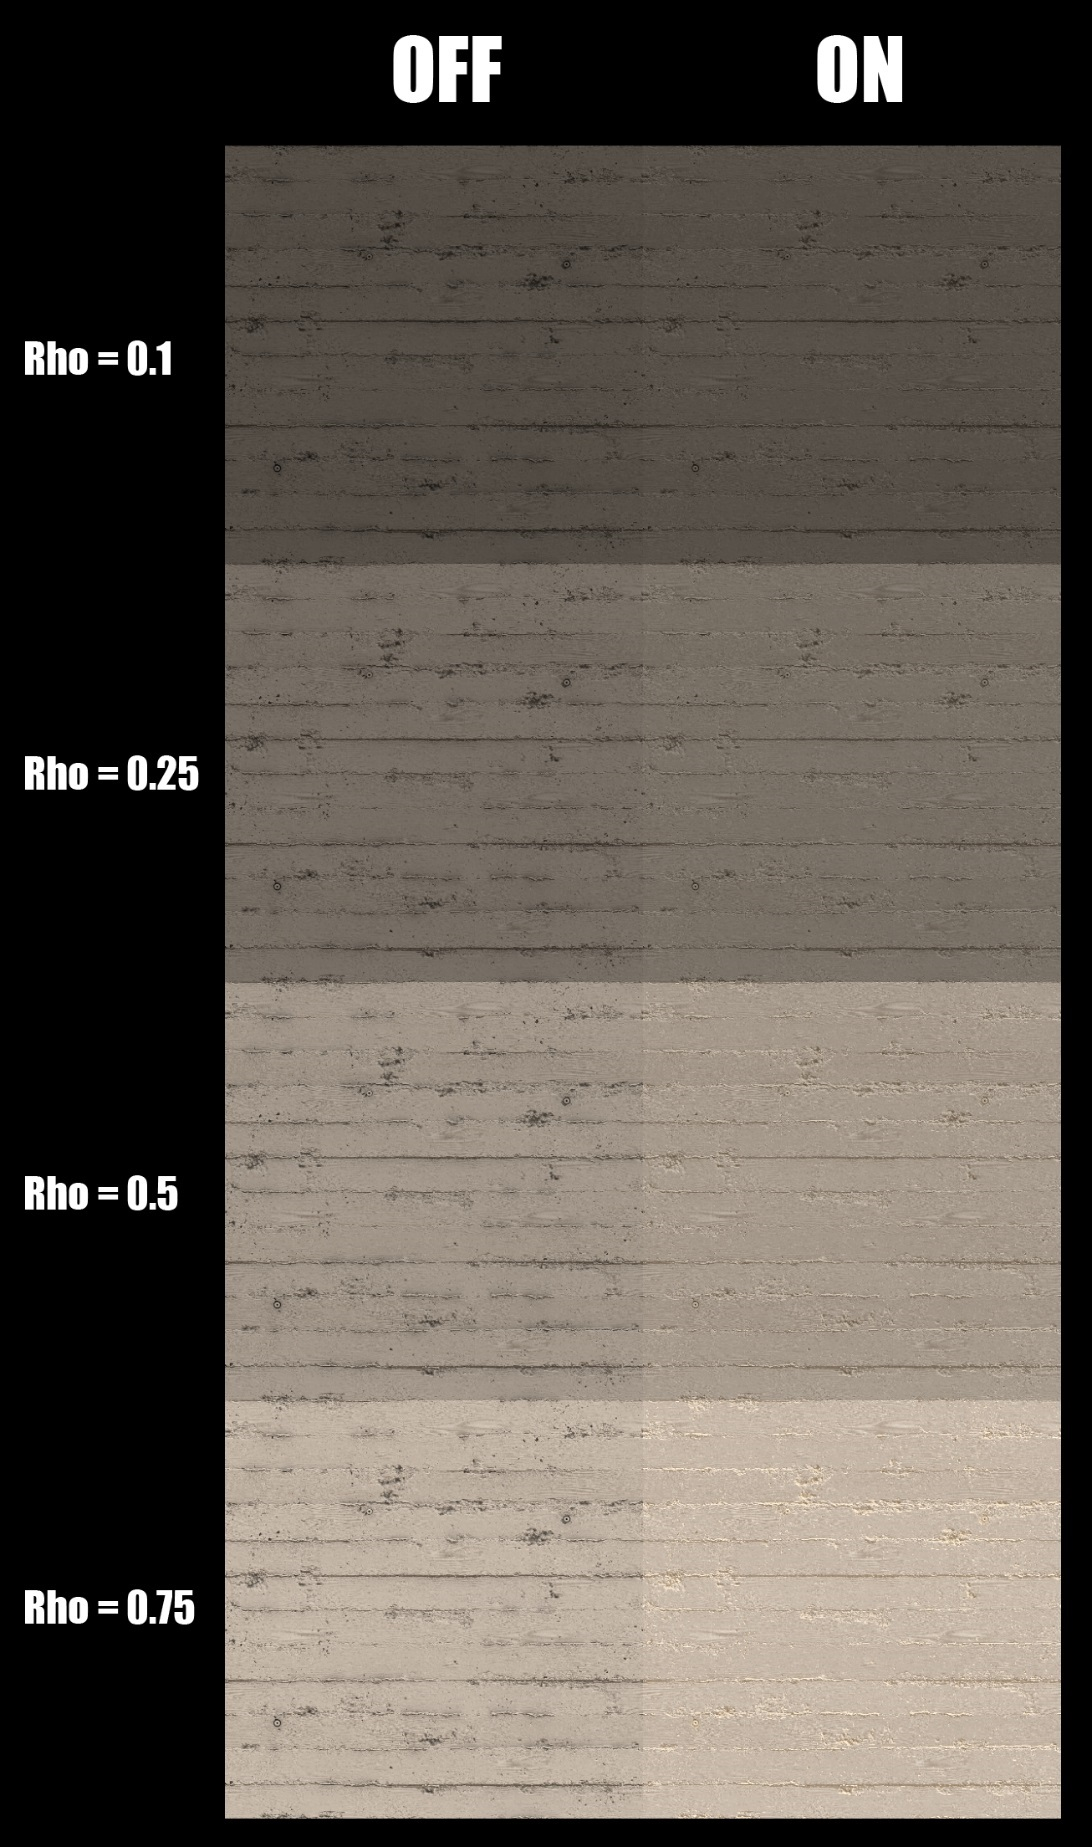 OFF ON
Rho = 0.1
Rho = 0.25
Rho = 0.5
Rho = 0.75